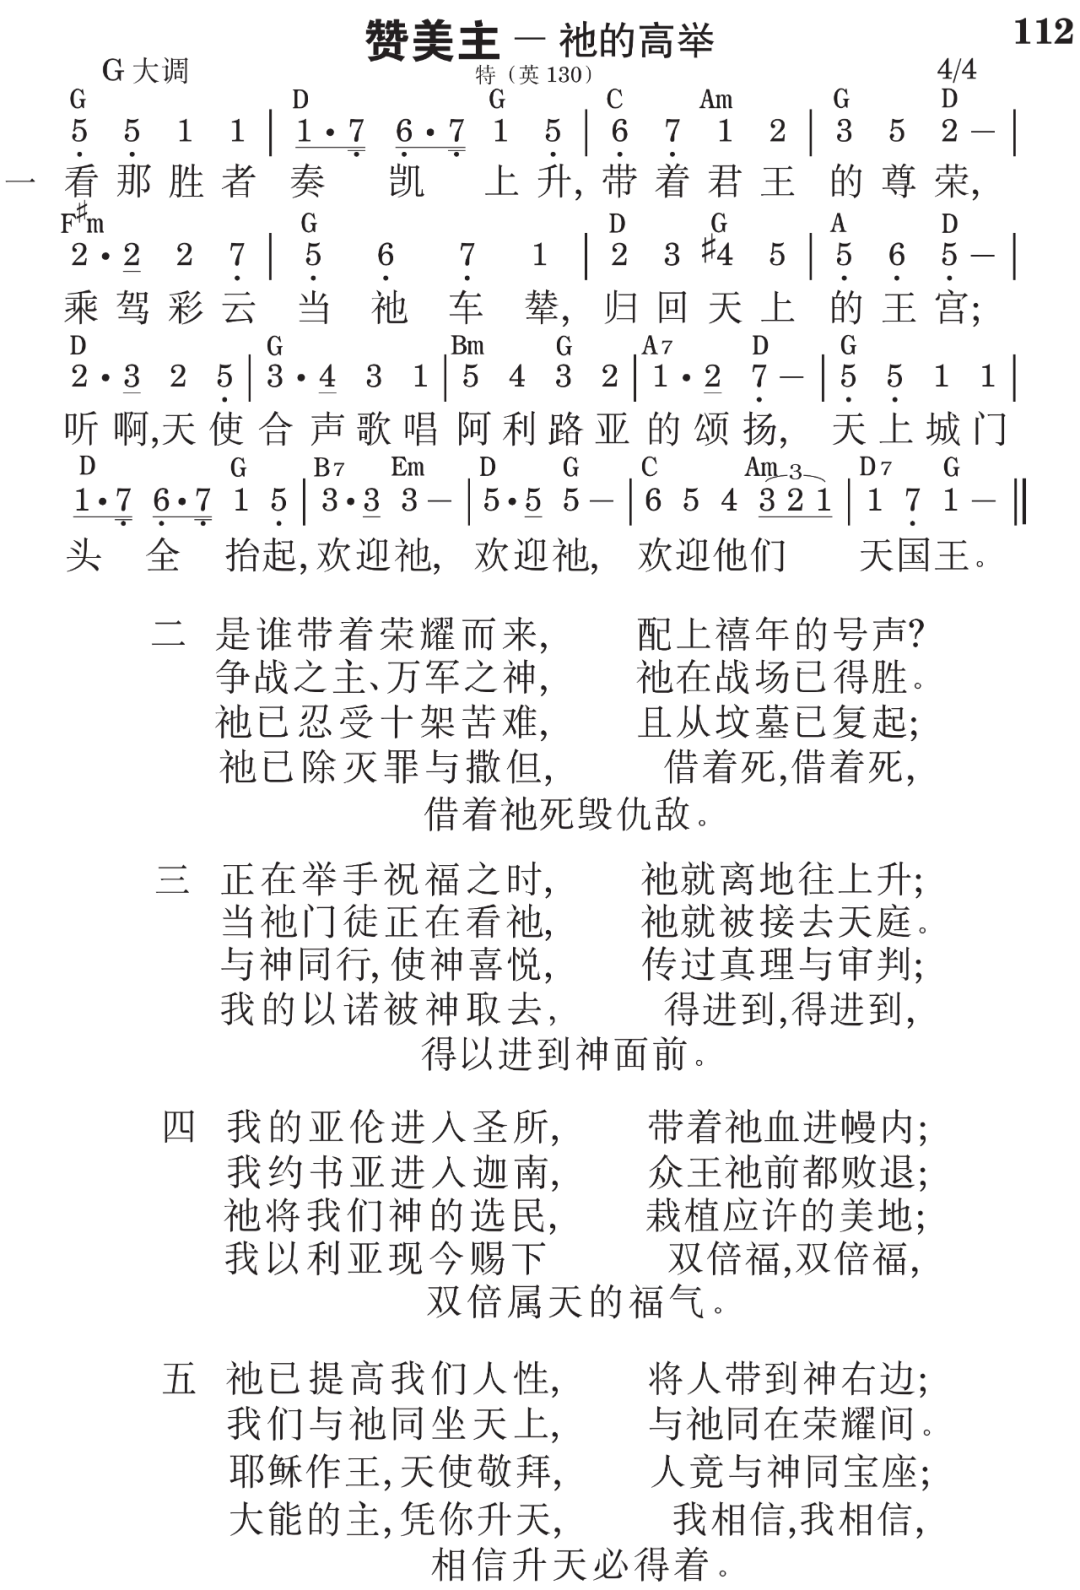 赞美主 — 祂的高举 112
G 大调 特（英 130） 4/4
G D G C Am G D
5 5 1 1 | 1·7 6·7 1 5 | 6 7 1 2 | 3 5 2 — |
一 看那胜者奏凯上升, 带着君王的尊荣,
F♯m G D G A D
2·2 2 7 | 5 6 7 1 | 2 3 ♯4 5 | 5 6 5 — |
乘驾彩云当祂车辇, 归回天上的王宫;
D G Bm G A7 D G
2·3 2 5 | 3·4 3 1 | 5 4 3 2 | 1·2 7 — | 5 5 1 1 |
听啊,天使合声歌唱阿利路亚的颂扬, 天上城门
D G B7 Em D G C Am 3 D7 G
1·7 6·7 1 5 | 3·3 3 — | 5·5 5 — | 6 5 4 3 2 1 | 1 7 1 — ‖
头全抬起,欢迎祂, 欢迎祂, 欢迎他们天国王。
二 是谁带着荣耀而来, 配上禧年的号声?
争战之主、万军之神, 祂在战场已得胜。
祂已忍受十架苦难, 且从坟墓已复起;
祂已除灭罪与撒但, 借着死,借着死,
借着祂死毁仇敌。
三 正在举手祝福之时, 祂就离地往上升;
当祂门徒正在看祂, 祂就被接去天庭。
与神同行,使神喜悦, 传过真理与审判;
我的以诺被神取去, 得进到,得进到,
得以进到神面前。
四 我的亚伦进入圣所, 带着祂血进幔内;
我约书亚进入迦南, 众王祂前都败退;
祂将我们神的选民, 栽植应许的美地;
我以利亚现今赐下 双倍福,双倍福,
双倍属天的福气。
五 祂已提高我们人性, 将人带到神右边;
我们与祂同坐天上, 与祂同在荣耀间。
耶稣作王,天使敬拜, 人竟与神同宝座;
大能的主,凭你升天, 我相信,我相信,
相信升天必得着。